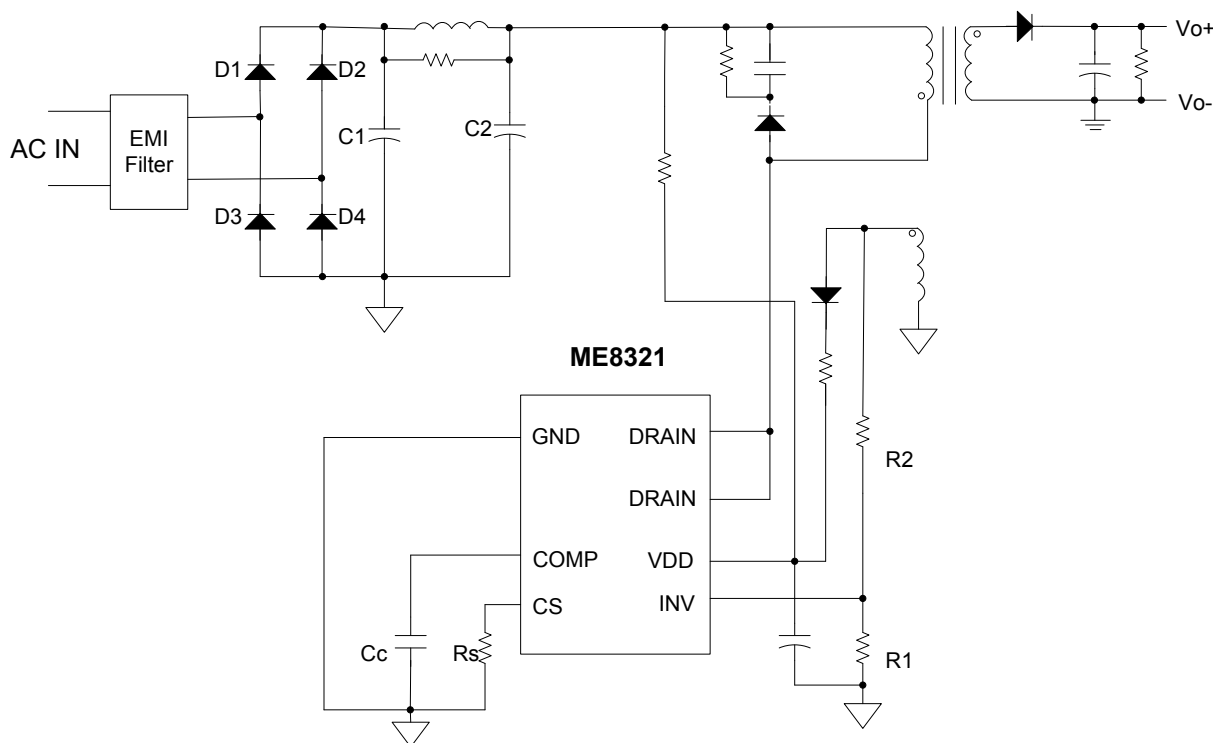 Vo+
D1
D2
C1
C2
AC IN
EMI
Filter
Vo-
D3
D4
ME8321
GND
DRAIN
R2
DRAIN
COMP
VDD
CS
INV
Cc
Rs
R1